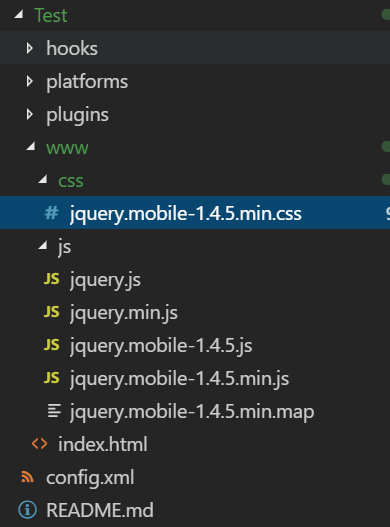 Test
hooks
platforms
plugins
www
css
# jquery.mobile-1.4.5.min.css
js
JS jquery.js
JS jquery.min.js
JS jquery.mobile-1.4.5.js
JS jquery.mobile-1.4.5.min.js
jquery.mobile-1.4.5.min.map
<> index.html
config.xml
README.md